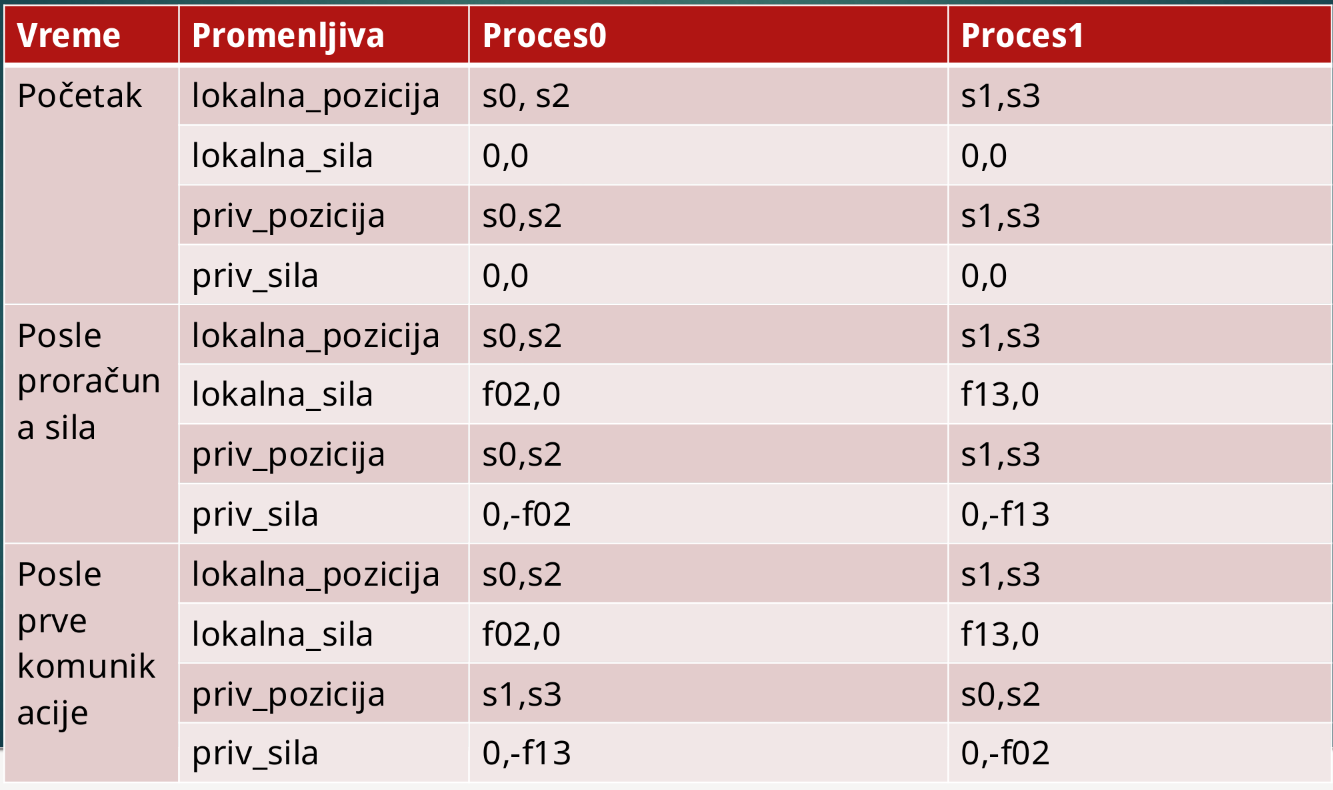 Vreme Promenljiva Proces0 Proces1
Početak lokalna_pozicija s0, s2 s1,s3
lokalna_sila 0,0 0,0
priv_pozicija s0,s2 s1,s3
priv_sila 0,0 0,0
Posle
proračun
a sila
lokalna_pozicija s0,s2 s1,s3
lokalna_sila f02,0 f13,0
priv_pozicija s0,s2 s1,s3
priv_sila 0,-f02 0,-f13
Posle
prve
komunik
acije
lokalna_pozicija s0,s2 s1,s3
lokalna_sila f02,0 f13,0
priv_pozicija s1,s3 s0,s2
priv_sila 0,-f13 0,-f02